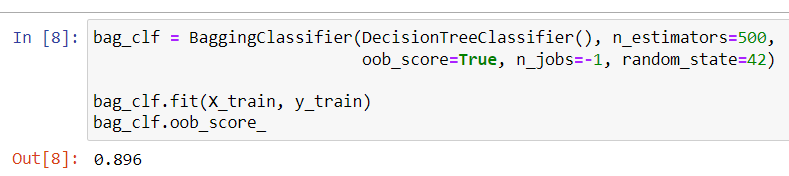 In [8]: bag_clf = BaggingClassifier(DecisionTreeClassifier(), n_estimators=500,
oob_score=True, n_jobs=-1, random_state=42)
bag_clf.fit(X_train, y_train)
bag_clf.oob_score_
Out[8]: 0.896